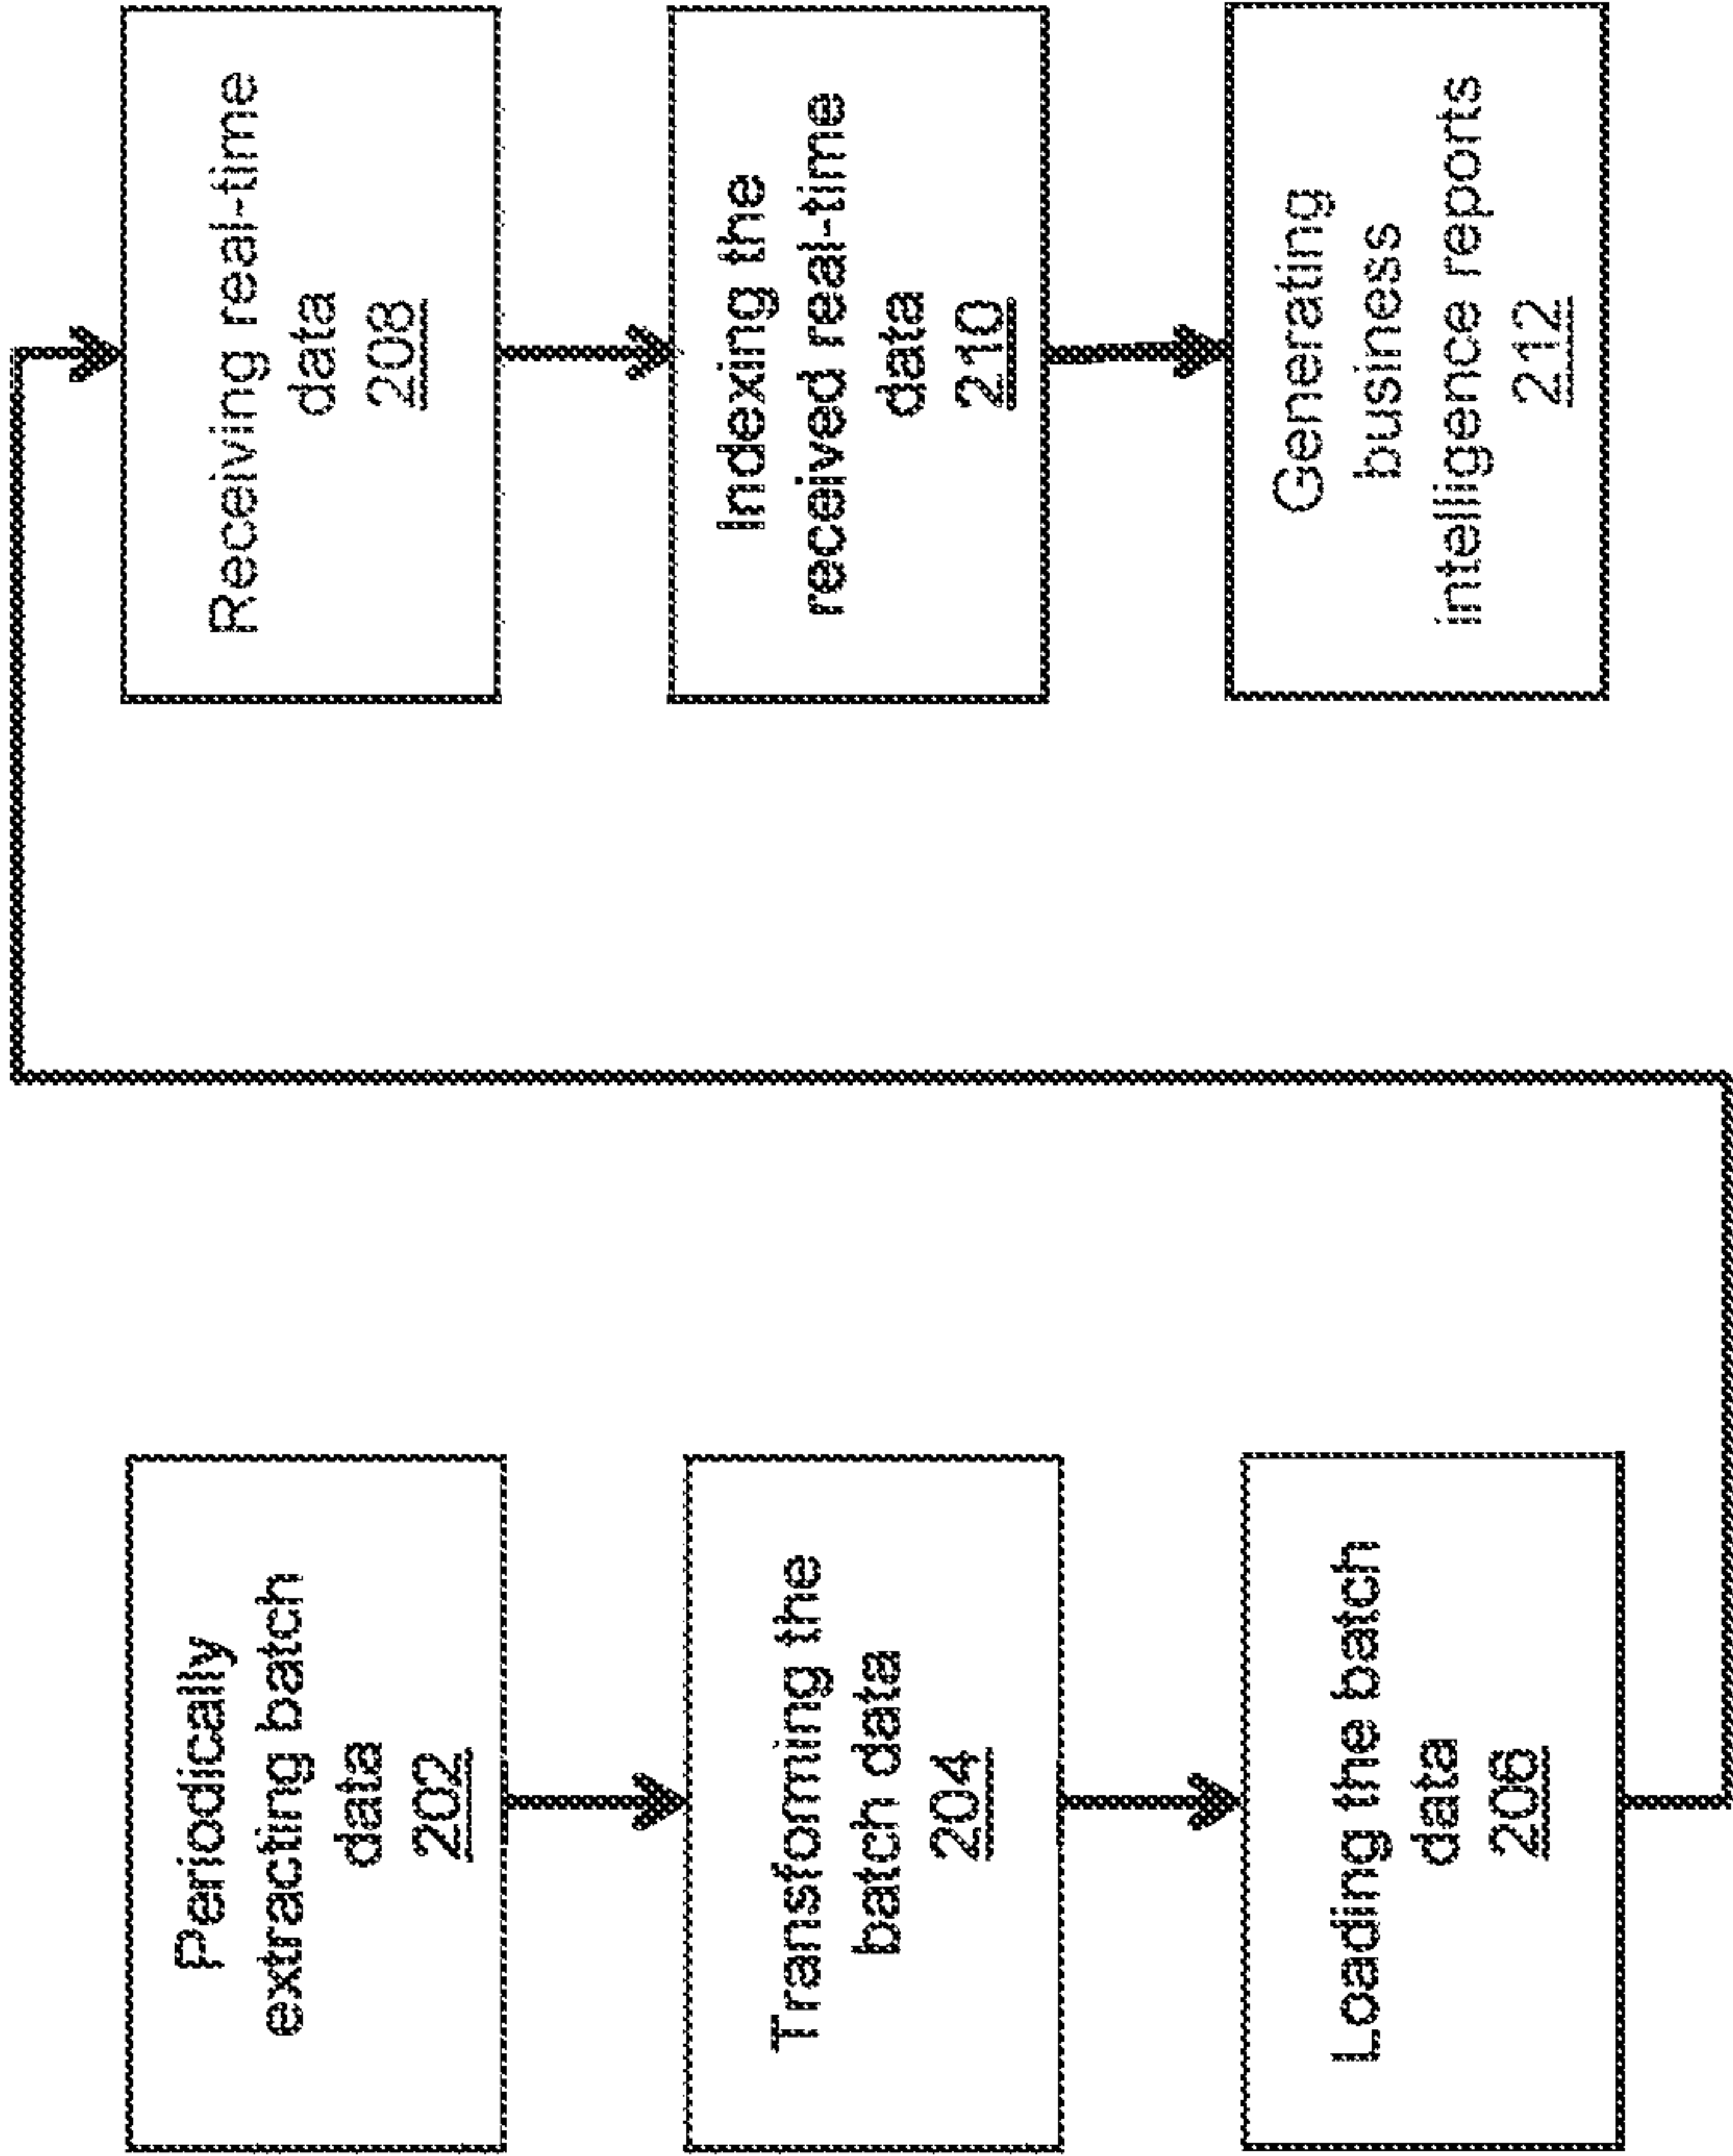 Periodically
extracting batch
data
202
Transforming the
batch data
204
Loading the batch
data
206
Receiving real-time
data
208
Indexing the
received real-time
data
210
Generating
business
intelligence reports
212